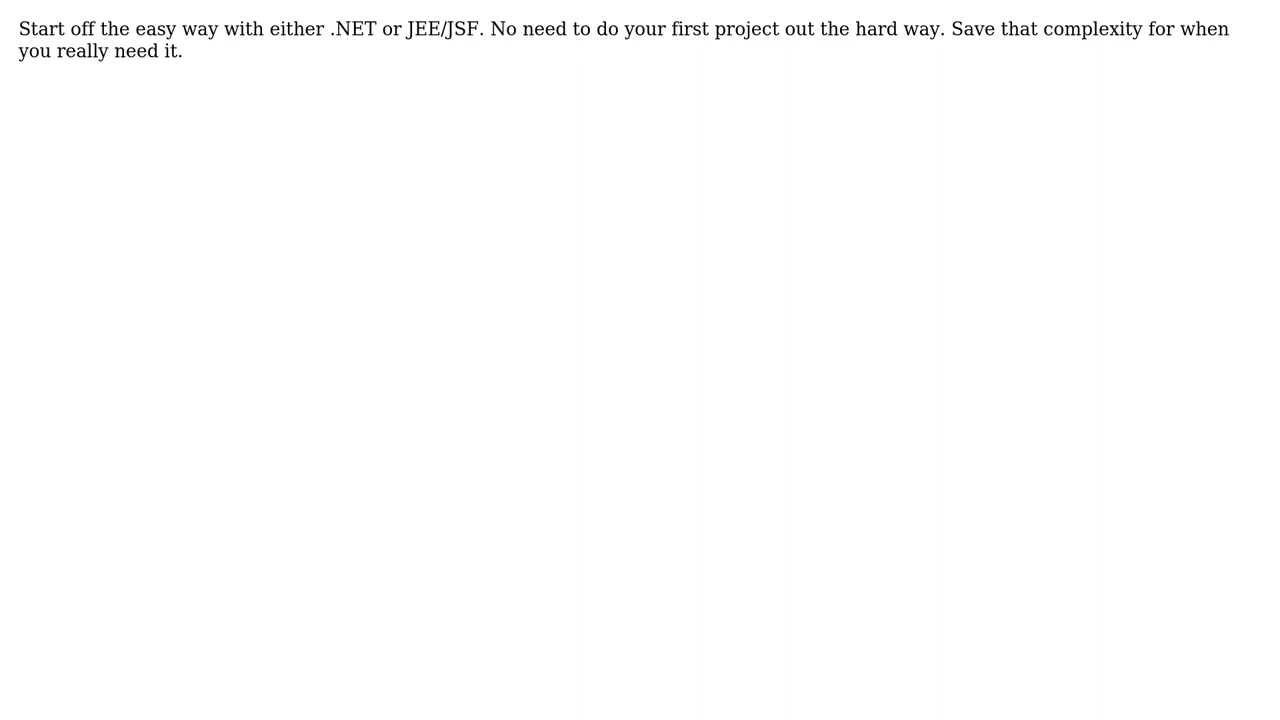 Start off the easy way with either .NET or JEE/JSF. No need to do your first project out the hard way. Save that complexity for when
you really need it.